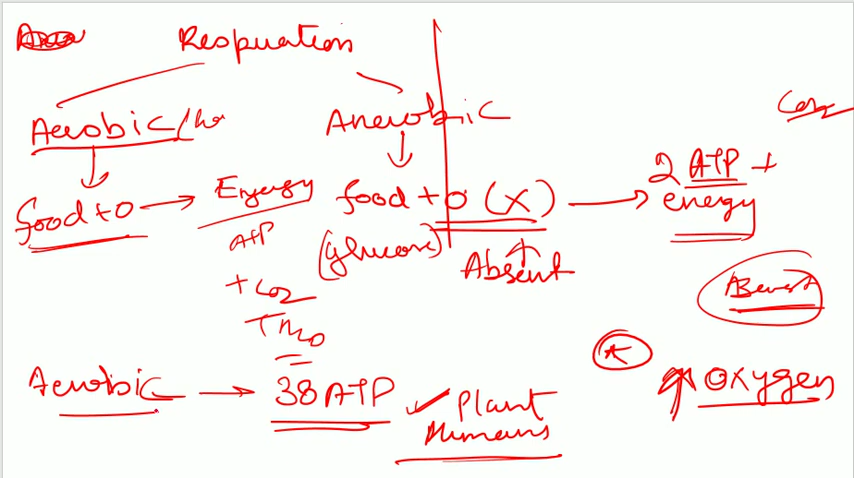 Respiration
Aerobic/
Anerobic
food + O → Energy
ATP
+ CO2
+ H2O
food + O (X) → 2 ATP +
energy
(glucose)
Absent
Aerobic → 38 ATP
✓ Plant
Humans
↑ Oxygen